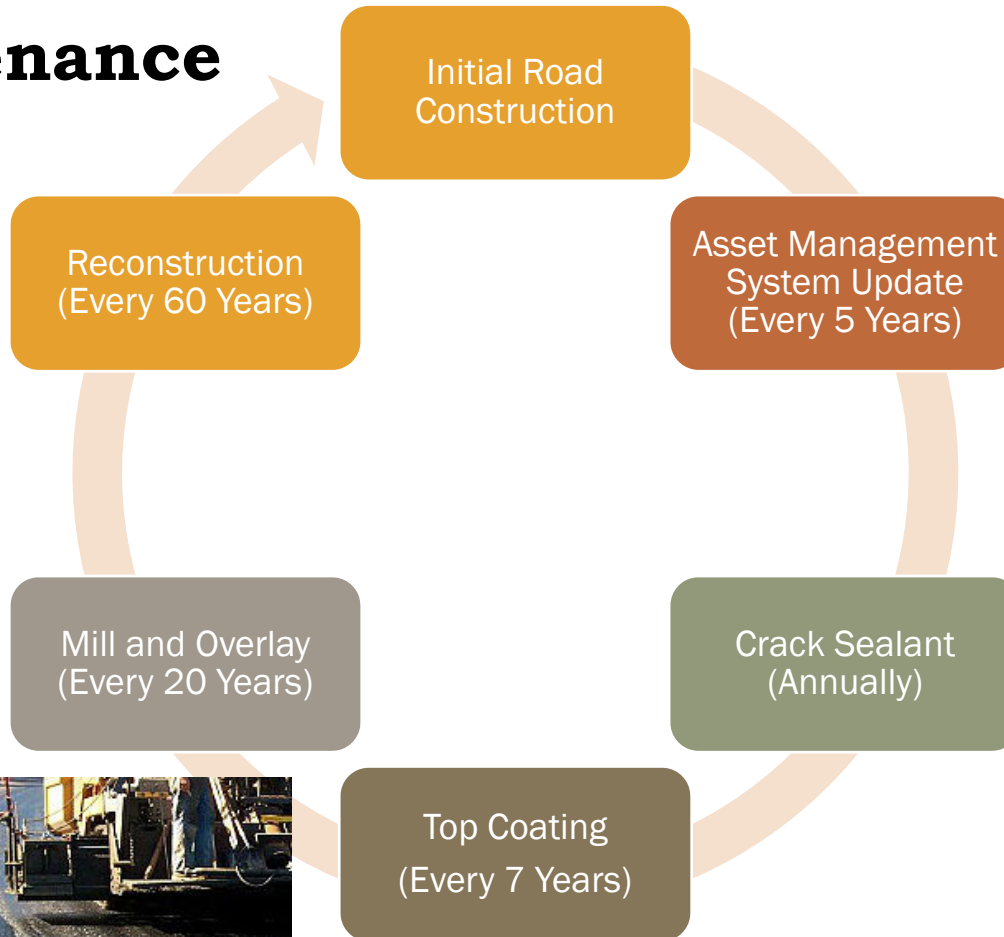 enance
Initial Road
Construction
Asset Management
System Update
(Every 5 Years)
Crack Sealant
(Annually)
Top Coating
(Every 7 Years)
Mill and Overlay
(Every 20 Years)
Reconstruction
(Every 60 Years)